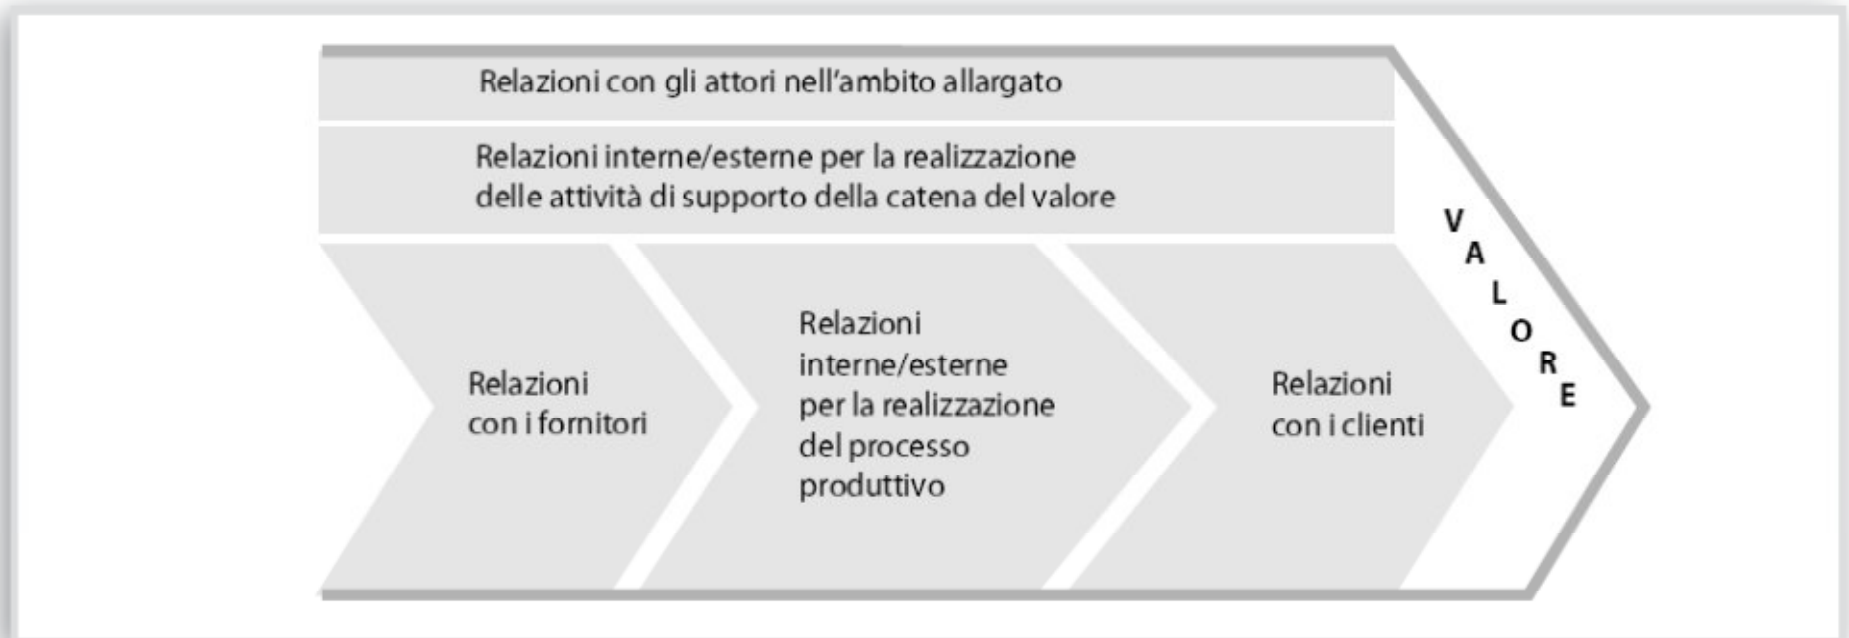 Relazioni con gli attori nell'ambito allargato
Relazioni interne/esterne per la realizzazione
delle attività di supporto della catena del valore
Relazioni
con i fornitori
Relazioni
interne/esterne
per la realizzazione
del processo
produttivo
Relazioni
con i clienti
VALORE